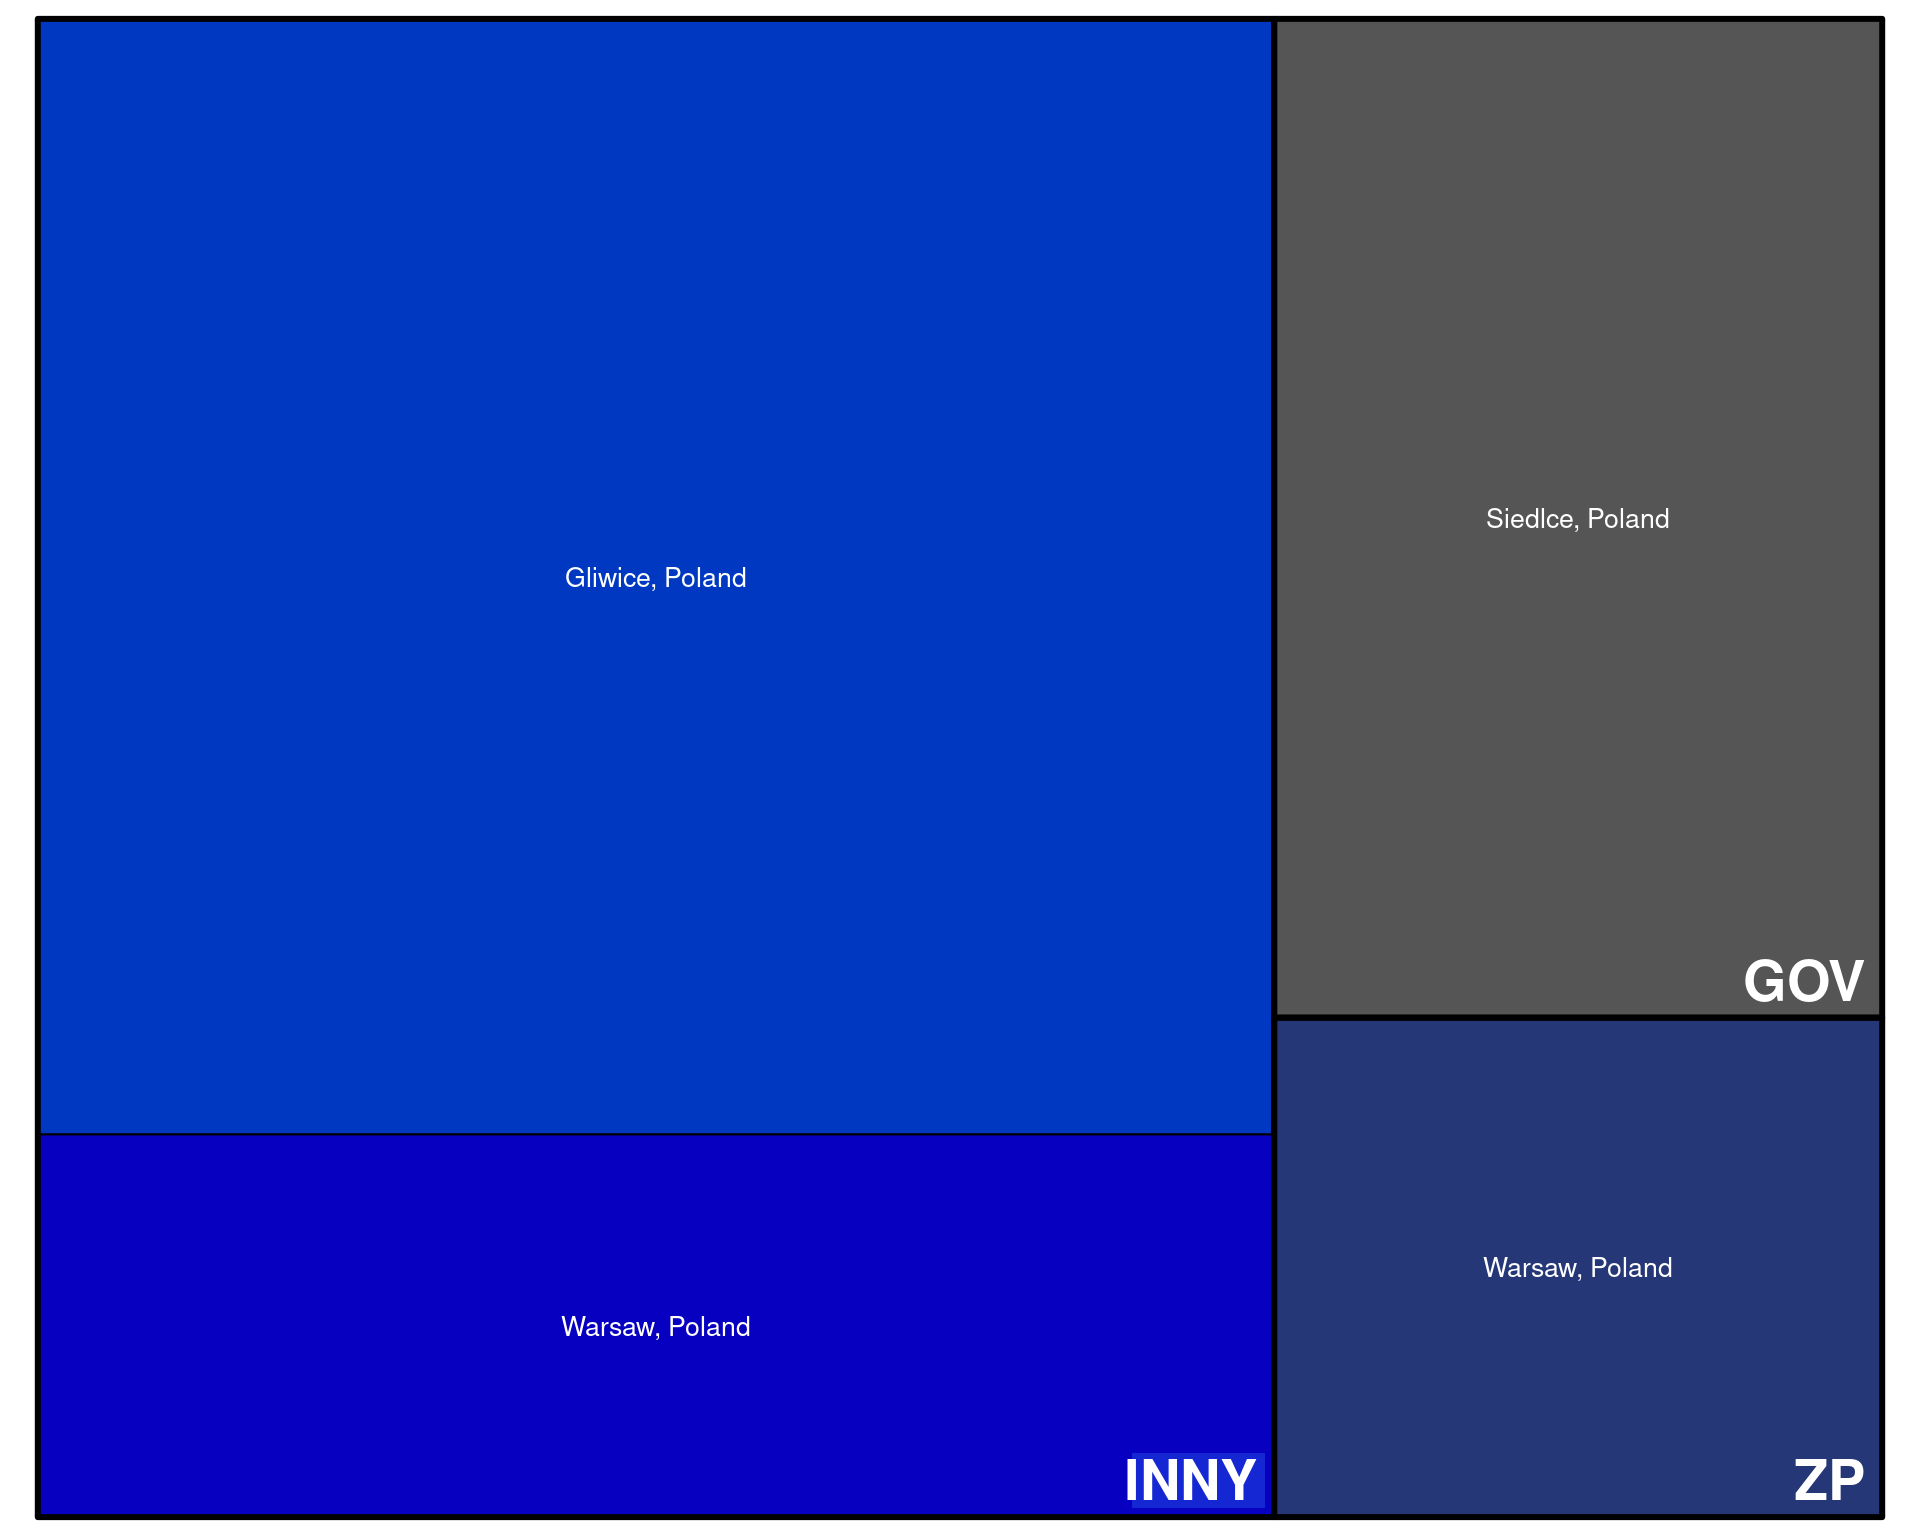 Gliwice, Poland
Warsaw, Poland
INNY
Siedlce, Poland
GOV
Warsaw, Poland
ZP